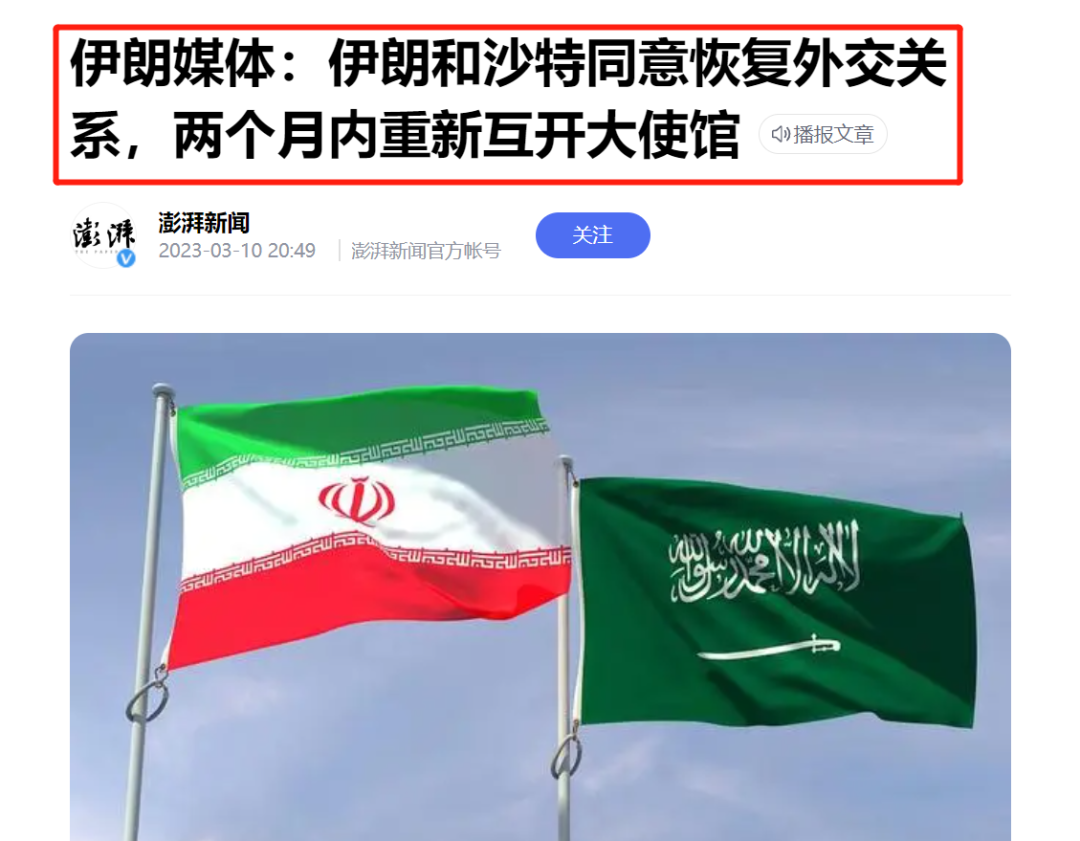 伊朗媒体：伊朗和沙特同意恢复外交关
系，两个月内重新互开大使馆 播报文章
澎湃
澎湃新闻
2023-03-10 20:49 澎湃新闻官方帐号
关注
لا إله إلا الله محمد رسول الله